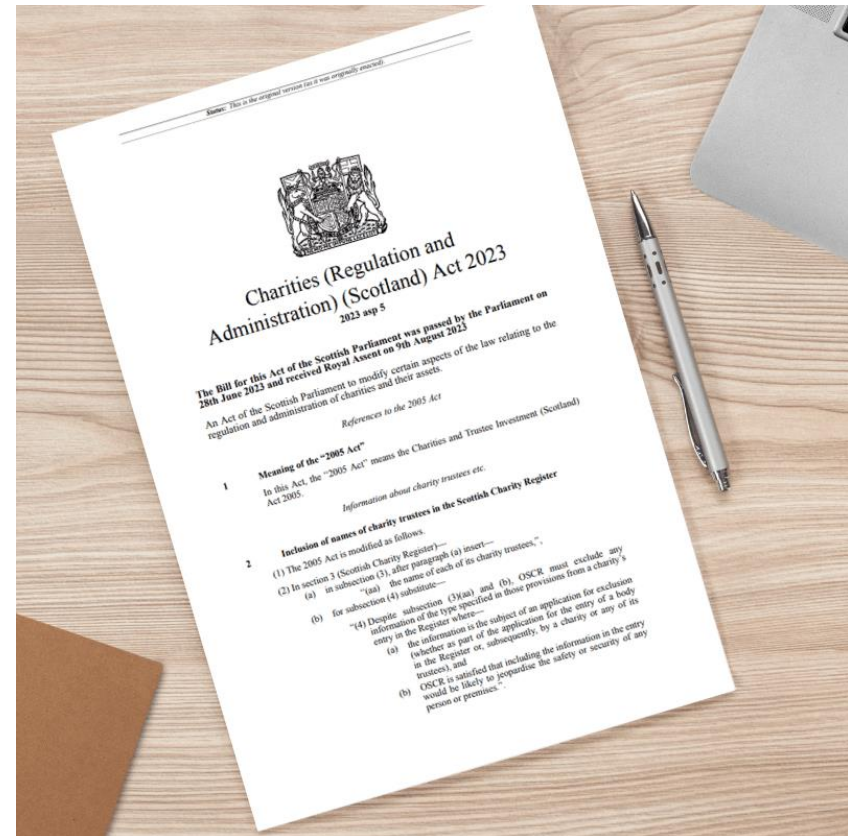 Status: This is the original version (as it was originally enacted).
Charities (Regulation and
Administration) (Scotland) Act 2023
2023 asp 5
The Bill for this Act of the Scottish Parliament was passed by the Parliament on
28th June 2023 and received Royal Assent on 9th August 2023
An Act of the Scottish Parliament to modify certain aspects of the law relating to the
regulation and administration of charities and their assets.
References to the 2005 Act
1 Meaning of the “2005 Act”
In this Act, the “2005 Act” means the Charities and Trustee Investment (Scotland)
Act 2005.
Information about charity trustees etc.
2 Inclusion of names of charity trustees in the Scottish Charity Register
(1) The 2005 Act is modified as follows.
(2) In section 3 (Scottish Charity Register)—
(a) in subsection (3), after paragraph (a) insert—
“(aa) the name of each of its charity trustees,”,
(b) for subsection (4) substitute—
“(4) Despite subsection (3)(aa) and (b), OSCR must exclude any
information of the type specified in those provisions from a charity’s
entry in the Register where—
(a) the information is the subject of an application for exclusion
(whether as part of the application for the entry of a body
in the Register or, subsequently, by a charity or any of its
trustees), and
(b) OSCR is satisfied that including the information in the entry
would be likely to jeopardise the safety or security of any
person or premises.”.